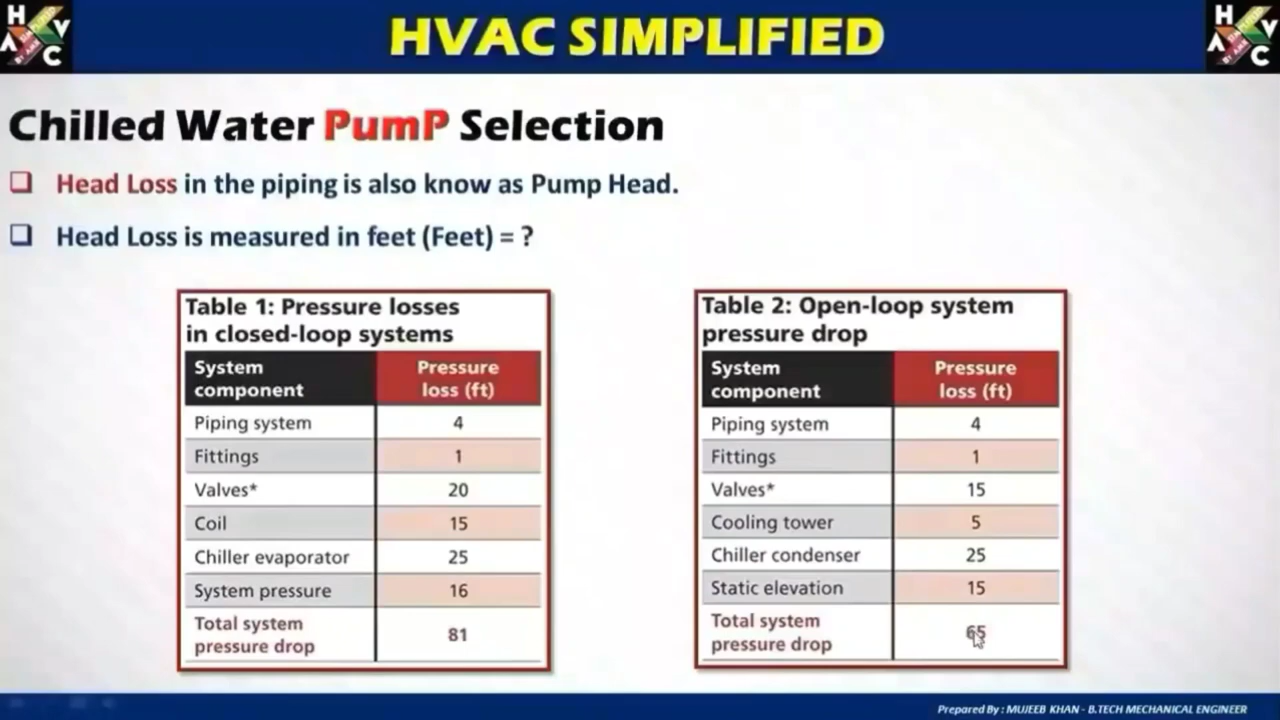 HVAC SIMPLIFIED
Chilled Water PumP Selection
Head Loss in the piping is also know as Pump Head.
Head Loss is measured in feet (Feet) = ?
Table 1: Pressure losses
in closed-loop systems
System
component
Pressure
loss (ft)
Piping system 4
Fittings 1
Valves* 20
Coil 15
Chiller evaporator 25
System pressure 16
Total system
pressure drop 81
Table 2: Open-loop system
pressure drop
System
component
Pressure
loss (ft)
Piping system 4
Fittings 1
Valves* 15
Cooling tower 5
Chiller condenser 25
Static elevation 15
Total system
pressure drop 65
Prepared By : MUJEEB KHAN - B.TECH MECHANICAL ENGINEER
H
V
A
C
H
V
A
C